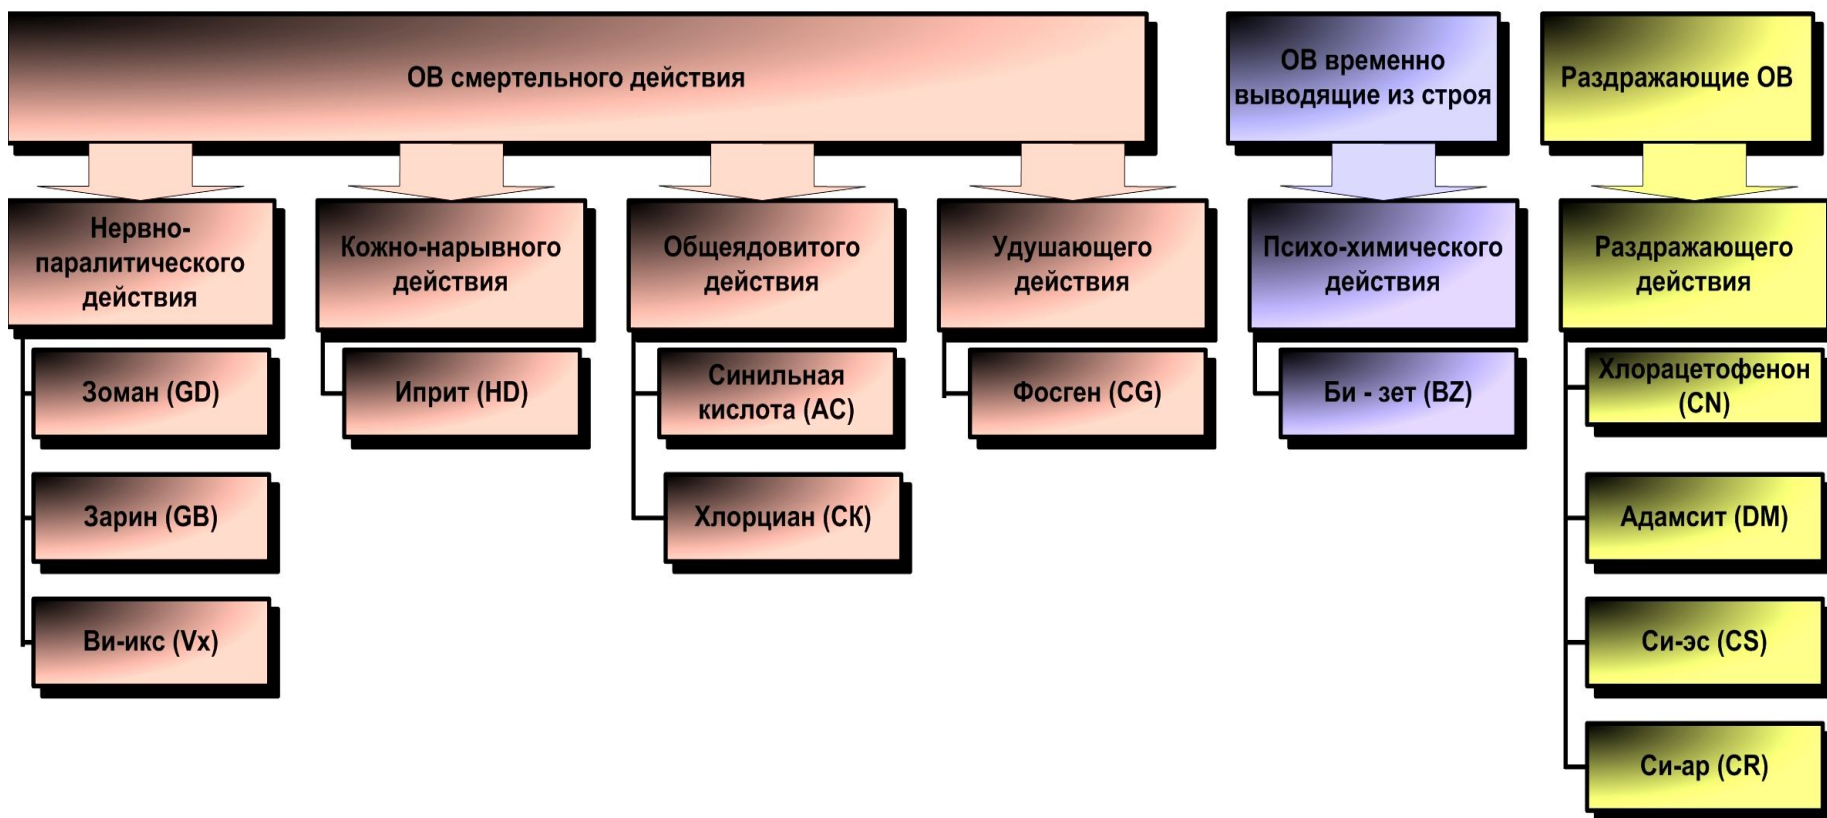 ОВ смертельного действия
ОВ временно
выводящие из строя
Раздражающие ОВ
Нервно-
паралитического
действия
Кожно-нарывного
действия
Общеядовитого
действия
Удушающего
действия
Психо-химического
действия
Раздражающего
действия
Зоман (GD)
Зарин (GB)
Ви-икс (Vx)
Иприт (HD)
Синильная
кислота (АС)
Хлорциан (СК)
Фосген (CG)
Би - зет (BZ)
Хлорацетофенон
(CN)
Адамсит (DM)
Си-эс (CS)
Си-ар (CR)